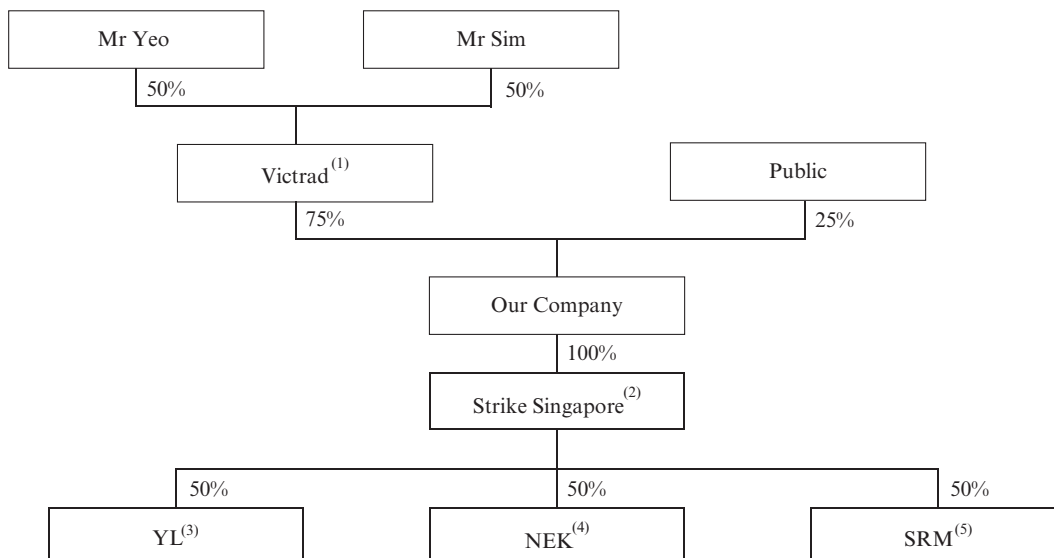 Mr Yeo
Mr Sim
50%
50%
Victrad(1)
Public
75%
25%
Our Company
100%
Strike Singapore(2)
50%
50%
50%
YL(3)
NEK(4)
SRM(5)